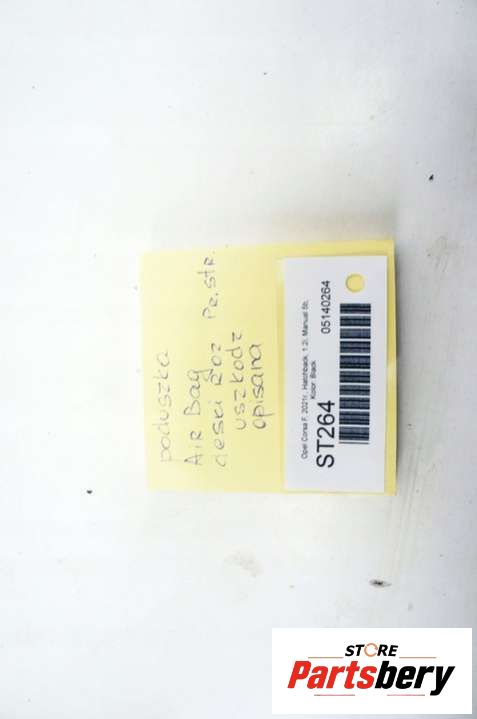 poduszka
Air Bag
deski roz Pr.str.
uszkodz
opisana
Opel Corsa F, 2021r., Hatchback, 1.2i, Manual 5b,
Kolor: Black
ST264
05140264
STORE
Partsbery